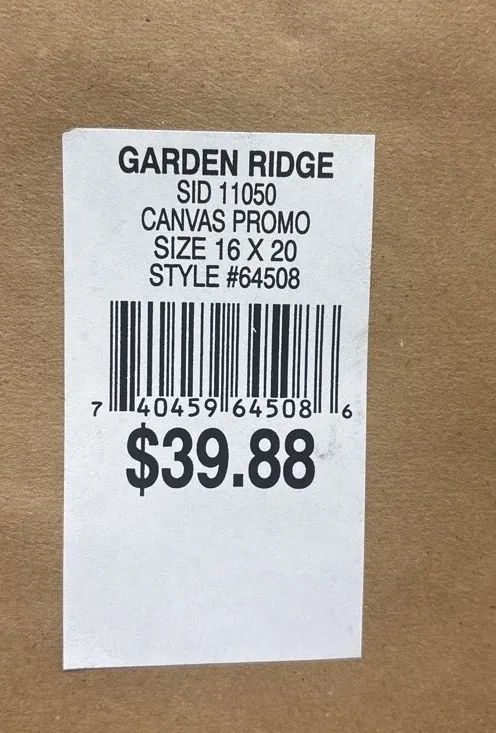 GARDEN RIDGE
SID 11050
CANVAS PROMO
SIZE 16 X 20
STYLE #64508
7 40459 64508 6
$39.88